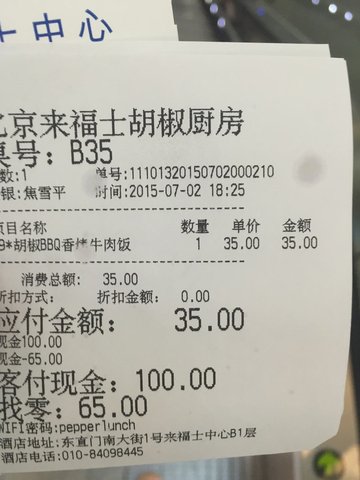 士中心
北京来福士胡椒厨房
桌号: B35
数:1 单号:11101320150702000210
银:焦雪平 时间:2015-07-02 18:25
项目名称 数量 单价 金额
9*胡椒BBQ香烤牛肉饭 1 35.00 35.00
消费总额: 35.00
折扣方式: 折扣金额: 0.00
应付金额: 35.00
现金100.00
现金-65.00
客付现金: 100.00
找零: 65.00
WIFI密码:pepperlunch
酒店地址:东直门南大街1号来福士中心B1层
酒店电话:010-84098445